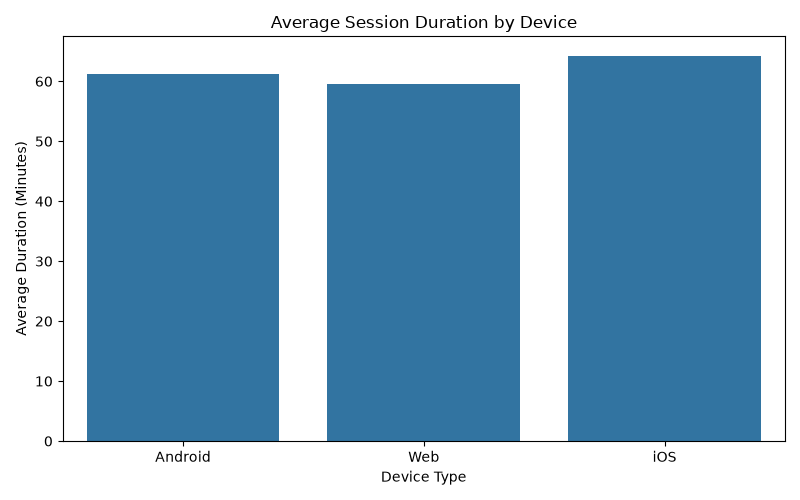 Average Session Duration by Device
Average Duration (Minutes)
60
50
40
30
20
10
0
Android
Web
iOS
Device Type